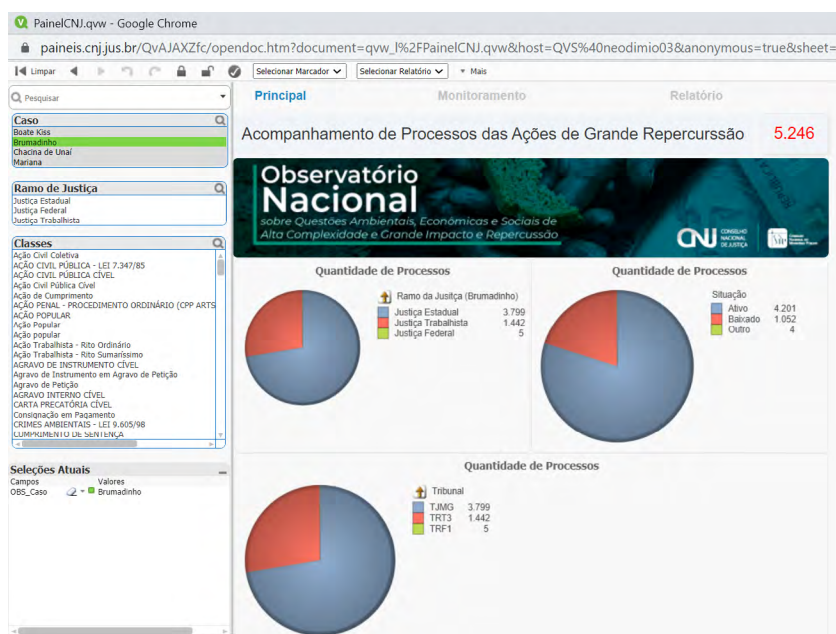 PainelCNJ.qvw - Google Chrome
paineis.cnj.jus.br/QvAJAXZfc/opendoc.htm?document=qvw_l%2FPainelCNJ.qvw&host=QVS%40neodimio03&anonymous=true&sheet=
Limpar
Selecionar Marcador
Selecionar Relatório
Mais
Pesquisar
Principal
Monitoramento
Relatório
Caso
Boate Kiss
Brumadinho
Chacina de Unaí
Mariana
Acompanhamento de Processos das Ações de Grande Repercurssão 5.246
Ramo de Justiça
Justiça Estadual
Justiça Federal
Justiça Trabalhista
Observatório
Nacional
sobre Questões Ambientais, Econômicas e Sociais de
Alta Complexidade e Grande Impacto e Repercussão
CNJ CONSELHO
NACIONAL
DE JUSTIÇA
Classes
Ação Civil Coletiva
AÇÃO CIVIL PÚBLICA - LEI 7.347/85
AÇÃO CIVIL PÚBLICA CÍVEL
Ação Civil Pública Cível
Ação de Cumprimento
AÇÃO PENAL - PROCEDIMENTO ORDINÁRIO (CPP ARTS
AÇÃO POPULAR
Ação Popular
Ação popular
Ação Trabalhista - Rito Ordinário
Ação Trabalhista - Rito Sumaríssimo
AGRAVO DE INSTRUMENTO CÍVEL
Agravo de Instrumento em Agravo de Petição
Agravo de Petição
AGRAVO INTERNO CÍVEL
CARTA PRECATÓRIA CÍVEL
Consignação em Pagamento
CRIMES AMBIENTAIS - LEI 9.605/98
CUMPRIMENTO DE SENTENÇA
Quantidade de Processos
Ramo da Jusitça (Brumadinho)
Justiça Estadual 3.799
Justiça Trabalhista 1.442
Justiça Federal 5
Quantidade de Processos
Situação
Ativo 4.201
Baixado 1.052
Outro 4
Seleções Atuais
Campos Valores
OBS_Caso Brumadinho
Quantidade de Processos
Tribunal
TJMG 3.799
TRT3 1.442
TRF1 5